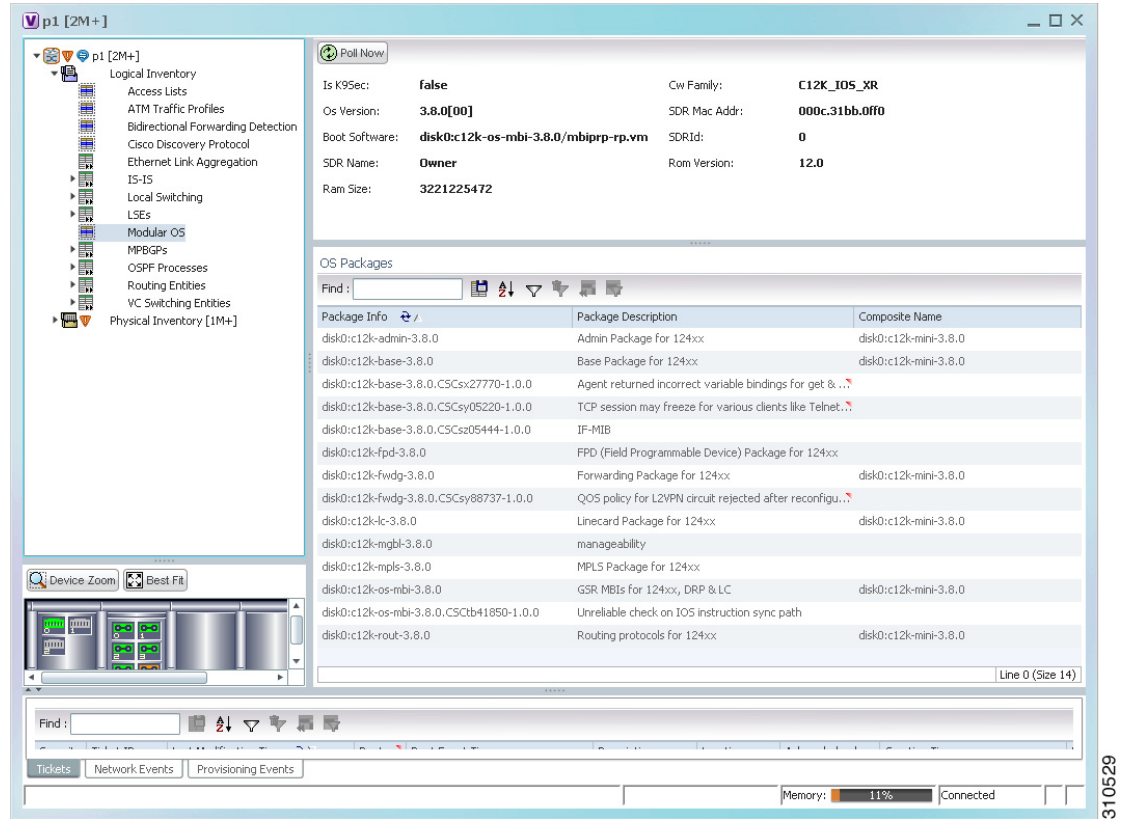 p1 [2M+]
p1 [2M+]
Logical Inventory
Access Lists
ATM Traffic Profiles
Bidirectional Forwarding Detection
Cisco Discovery Protocol
Ethernet Link Aggregation
IS-IS
Local Switching
LSEs
Modular OS
MPBGPs
OSPF Processes
Routing Entities
VC Switching Entities
Physical Inventory [1M+]
Device Zoom Best Fit
Poll Now
Is K9Sec: false Cw Family: C12K_IOS_XR
Os Version: 3.8.0[00] SDR Mac Addr: 000c.31bb.0ff0
Boot Software: disk0:c12k-os-mbi-3.8.0/mbiprp-rp.vm SDRId: 0
SDR Name: Owner Rom Version: 12.0
Ram Size: 3221225472
OS Packages
Find :
Package Info Package Description Composite Name
disk0:c12k-admin-3.8.0 Admin Package for 124xx disk0:c12k-mini-3.8.0
disk0:c12k-base-3.8.0 Base Package for 124xx disk0:c12k-mini-3.8.0
disk0:c12k-base-3.8.0.CSCsx27770-1.0.0 Agent returned incorrect variable bindings for get & ...
disk0:c12k-base-3.8.0.CSCsy05220-1.0.0 TCP session may freeze for various clients like Telnet...
disk0:c12k-base-3.8.0.CSCsz05444-1.0.0 IF-MIB
disk0:c12k-fpd-3.8.0 FPD (Field Programmable Device) Package for 124xx
disk0:c12k-fwdg-3.8.0 Forwarding Package for 124xx disk0:c12k-mini-3.8.0
disk0:c12k-fwdg-3.8.0.CSCsy88737-1.0.0 QOS policy for L2VPN circuit rejected after reconfigu...
disk0:c12k-lc-3.8.0 Linecard Package for 124xx disk0:c12k-mini-3.8.0
disk0:c12k-mgbl-3.8.0 manageability
disk0:c12k-mpls-3.8.0 MPLS Package for 124xx
disk0:c12k-os-mbi-3.8.0 GSR MBIs for 124xx, DRP & LC disk0:c12k-mini-3.8.0
disk0:c12k-os-mbi-3.8.0.CSCtb41850-1.0.0 Unreliable check on IOS instruction sync path
disk0:c12k-rout-3.8.0 Routing protocols for 124xx disk0:c12k-mini-3.8.0
Line 0 (Size 14)
Find :
Tickets Network Events Provisioning Events
Memory: 11% Connected
310529